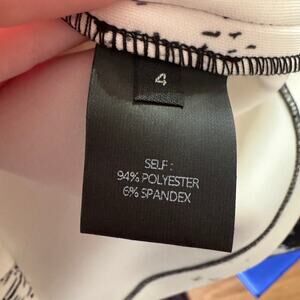 4
SELF:
94% POLYESTER
6% SPANDEX